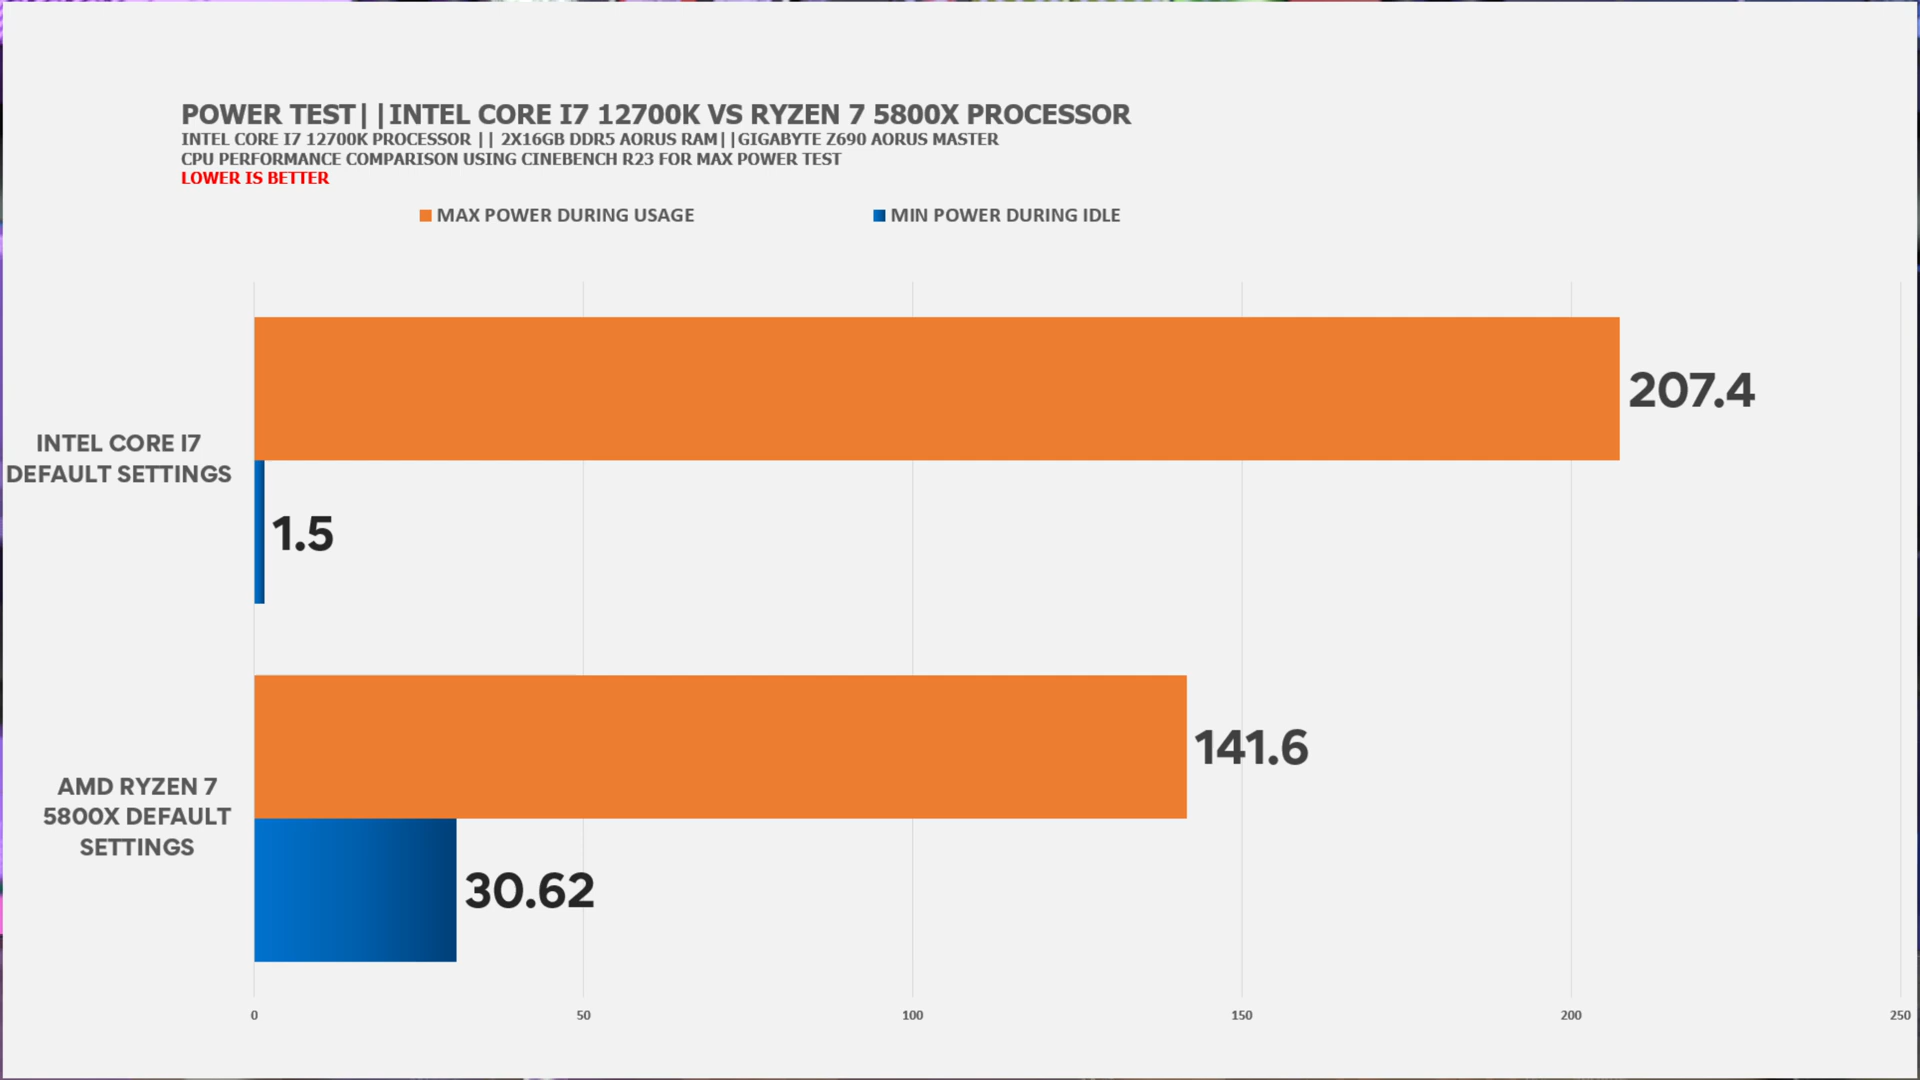 POWER TEST||INTEL CORE I7 12700K VS RYZEN 7 5800X PROCESSOR
INTEL CORE I7 12700K PROCESSOR || 2X16GB DDR5 AORUS RAM||GIGABYTE Z690 AORUS MASTER
CPU PERFORMANCE COMPARISON USING CINEBENCH R23 FOR MAX POWER TEST
LOWER IS BETTER
MAX POWER DURING USAGE
MIN POWER DURING IDLE
207.4
INTEL CORE I7
DEFAULT SETTINGS
1.5
141.6
AMD RYZEN 7
5800X DEFAULT
SETTINGS
30.62
0
50
100
150
200
250